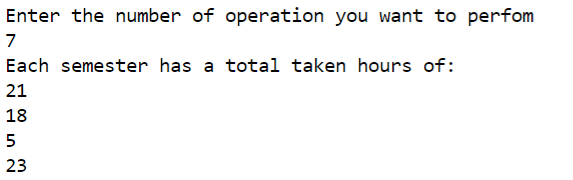 Enter the number of operation you want to perfom
7
Each semester has a total taken hours of:
21
18
5
23